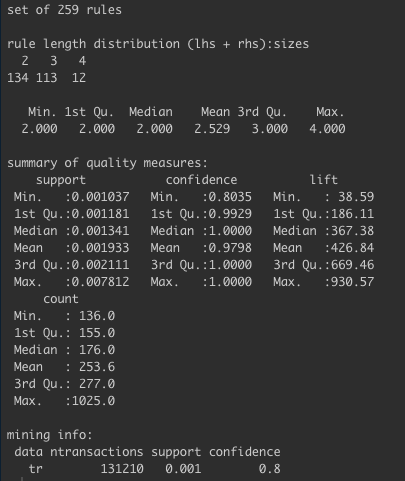 set of 259 rules
rule length distribution (lhs + rhs):sizes
2 3 4
134 113 12
Min. 1st Qu. Median Mean 3rd Qu. Max.
2.000 2.000 2.000 2.529 3.000 4.000
summary of quality measures:
support confidence lift
Min. :0.001037 Min. :0.8035 Min. : 38.59
1st Qu.:0.001181 1st Qu.:0.9929 1st Qu.:186.11
Median :0.001341 Median :1.0000 Median :367.38
Mean :0.001933 Mean :0.9798 Mean :426.84
3rd Qu.:0.002111 3rd Qu.:1.0000 3rd Qu.:669.46
Max. :0.007812 Max. :1.0000 Max. :930.57
count
Min. : 136.0
1st Qu.: 155.0
Median : 176.0
Mean : 253.6
3rd Qu.: 277.0
Max. :1025.0
mining info:
data ntransactions support confidence
tr 131210 0.001 0.8